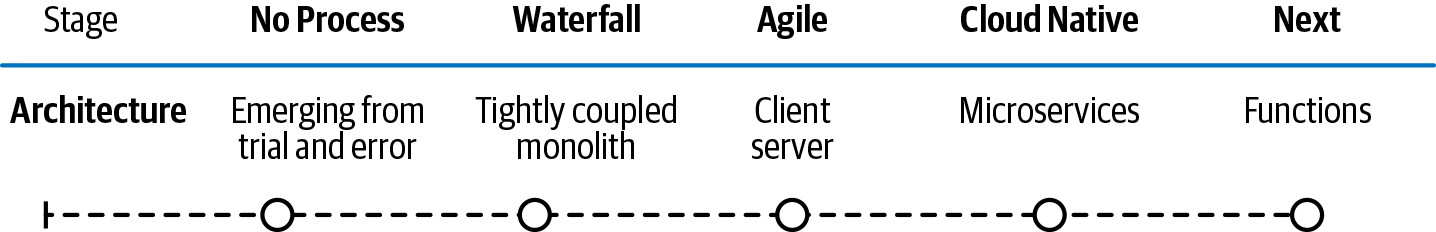 Stage No Process Waterfall Agile Cloud Native Next
Architecture Emerging from Tightly coupled Client Microservices Functions
trial and error monolith server